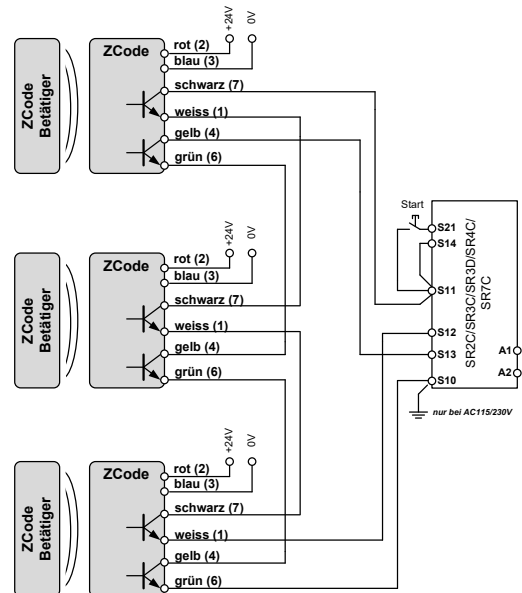 +24V
0V
ZCode
Betätiger
ZCode
rot (2)
blau (3)
schwarz (7)
weiss (1)
gelb (4)
grün (6)
+24V
0V
ZCode
Betätiger
ZCode
rot (2)
blau (3)
schwarz (7)
weiss (1)
gelb (4)
grün (6)
+24V
0V
ZCode
Betätiger
ZCode
rot (2)
blau (3)
schwarz (7)
weiss (1)
gelb (4)
grün (6)
Start
S21
S14
S11
S12
S13
S10
SR2C/SR3C/SR3D/SR4C/
SR7C
A1
A2
nur bei AC115/230V